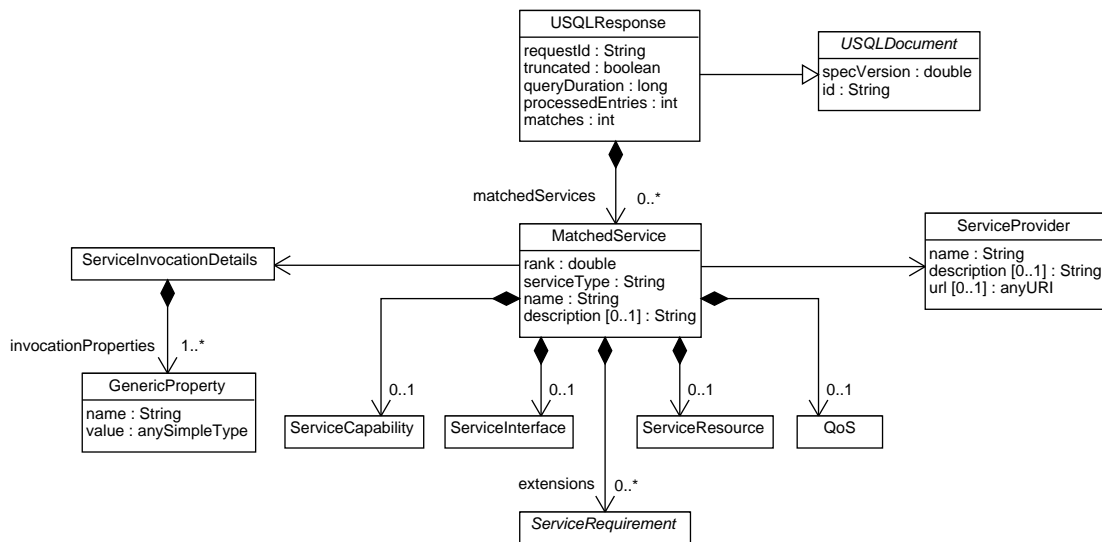 USQLResponse
requestId : String
truncated : boolean
queryDuration : long
processedEntries : int
matches : int
USQLDocument
specVersion : double
id : String
matchedServices
0..*
ServiceInvocationDetails
MatchedService
rank : double
serviceType : String
name : String
description [0..1] : String
ServiceProvider
name : String
description [0..1] : String
url [0..1] : anyURI
invocationProperties
1..*
GenericProperty
name : String
value : anySimpleType
0..1
0..1
0..1
0..1
ServiceCapability
ServiceInterface
ServiceResource
QoS
extensions
0..*
ServiceRequirement